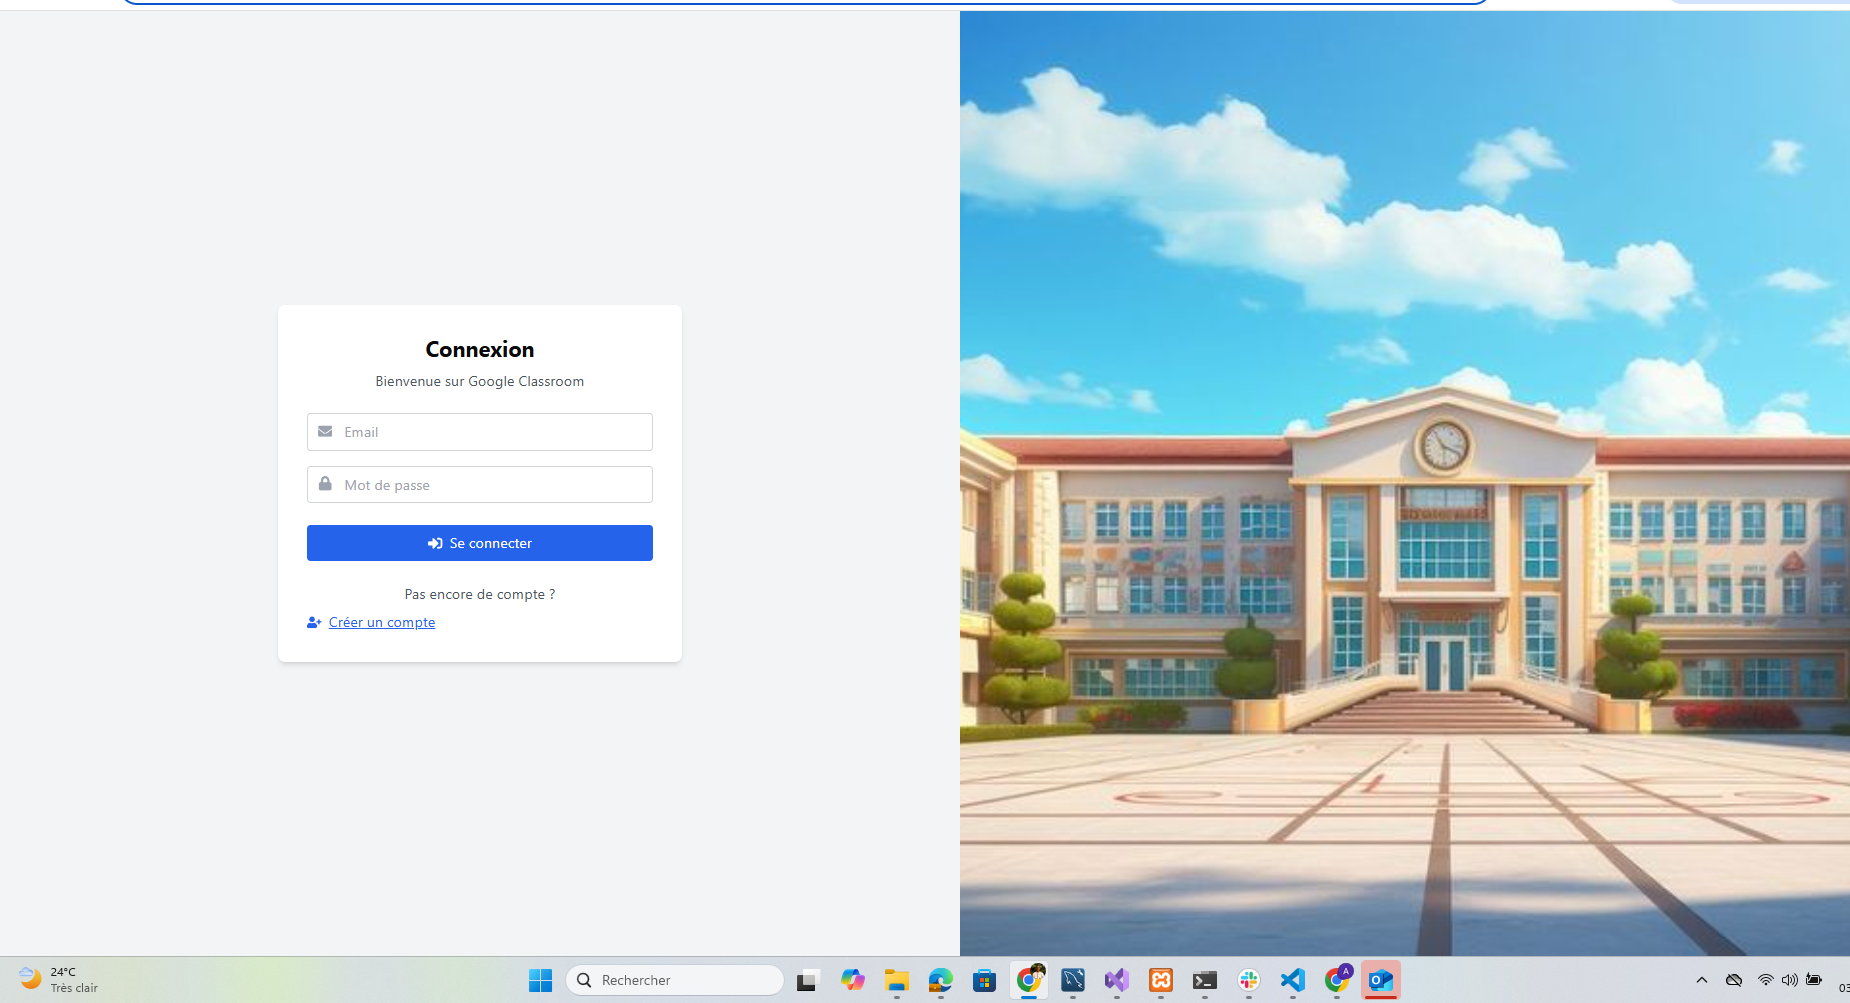 Connexion
Bienvenue sur Google Classroom
Email
Mot de passe
Se connecter
Pas encore de compte ?
Créer un compte
24°C
Très clair
Rechercher
A
03